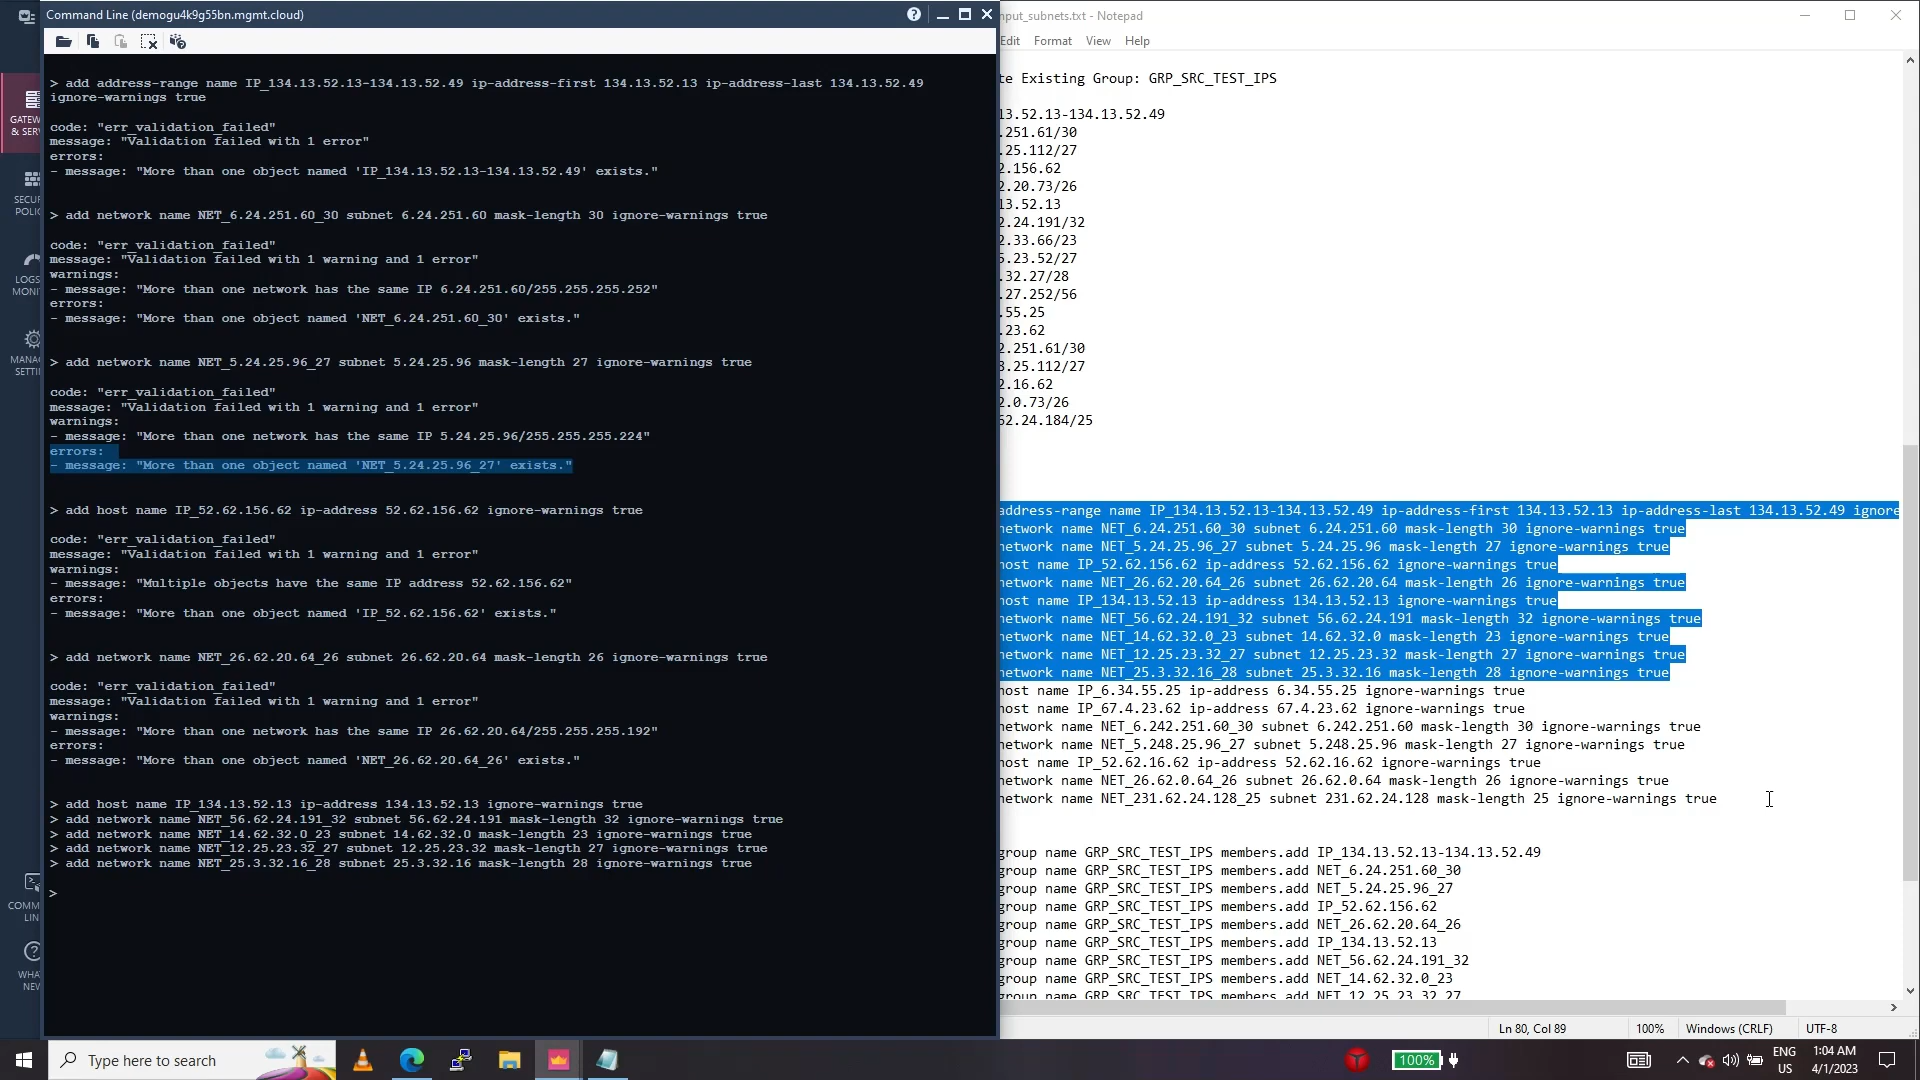 Command Line (demogu4k9g55bn.mgmt.cloud)
> add address-range name IP_134.13.52.13-134.13.52.49 ip-address-first 134.13.52.13 ip-address-last 134.13.52.49
ignore-warnings true
code: "err_validation_failed"
message: "Validation failed with 1 error"
errors:
- message: "More than one object named 'IP_134.13.52.13-134.13.52.49' exists."
> add network name NET_6.24.251.60_30 subnet 6.24.251.60 mask-length 30 ignore-warnings true
code: "err_validation_failed"
message: "Validation failed with 1 warning and 1 error"
warnings:
- message: "More than one network has the same IP 6.24.251.60/255.255.255.252"
errors:
- message: "More than one object named 'NET_6.24.251.60_30' exists."
> add network name NET_5.24.25.96_27 subnet 5.24.25.96 mask-length 27 ignore-warnings true
code: "err_validation_failed"
message: "Validation failed with 1 warning and 1 error"
warnings:
- message: "More than one network has the same IP 5.24.25.96/255.255.255.224"
errors:
- message: "More than one object named 'NET_5.24.25.96_27' exists."
> add host name IP_52.62.156.62 ip-address 52.62.156.62 ignore-warnings true
code: "err_validation_failed"
message: "Validation failed with 1 warning and 1 error"
warnings:
- message: "Multiple objects have the same IP address 52.62.156.62"
errors:
- message: "More than one object named 'IP_52.62.156.62' exists."
> add network name NET_26.62.20.64_26 subnet 26.62.20.64 mask-length 26 ignore-warnings true
code: "err_validation_failed"
message: "Validation failed with 1 warning and 1 error"
warnings:
- message: "More than one network has the same IP 26.62.20.64/255.255.255.192"
errors:
- message: "More than one object named 'NET_26.62.20.64_26' exists."
> add host name IP_134.13.52.13 ip-address 134.13.52.13 ignore-warnings true
> add network name NET_56.62.24.191_32 subnet 56.62.24.191 mask-length 32 ignore-warnings true
> add network name NET_14.62.32.0_23 subnet 14.62.32.0 mask-length 23 ignore-warnings true
> add network name NET_12.25.23.32_27 subnet 12.25.23.32 mask-length 27 ignore-warnings true
> add network name NET_25.3.32.16_28 subnet 25.3.32.16 mask-length 28 ignore-warnings true
>
GATEW
& SERV
SECUR
POLIC
LOGS
MONI
MANA
SETTI
COMM
LIN
WHA
NEW
nput_subnets.txt - Notepad
Edit Format View Help
te Existing Group: GRP_SRC_TEST_IPS
13.52.13-134.13.52.49
.251.61/30
.25.112/27
2.156.62
2.20.73/26
13.52.13
2.24.191/32
2.33.66/23
5.23.52/27
.32.27/28
.27.252/56
.55.25
.23.62
2.251.61/30
8.25.112/27
2.16.62
2.0.73/26
62.24.184/25
address-range name IP_134.13.52.13-134.13.52.49 ip-address-first 134.13.52.13 ip-address-last 134.13.52.49 ignore
network name NET_6.24.251.60_30 subnet 6.24.251.60 mask-length 30 ignore-warnings true
network name NET_5.24.25.96_27 subnet 5.24.25.96 mask-length 27 ignore-warnings true
host name IP_52.62.156.62 ip-address 52.62.156.62 ignore-warnings true
network name NET_26.62.20.64_26 subnet 26.62.20.64 mask-length 26 ignore-warnings true
host name IP_134.13.52.13 ip-address 134.13.52.13 ignore-warnings true
network name NET_56.62.24.191_32 subnet 56.62.24.191 mask-length 32 ignore-warnings true
network name NET_14.62.32.0_23 subnet 14.62.32.0 mask-length 23 ignore-warnings true
network name NET_12.25.23.32_27 subnet 12.25.23.32 mask-length 27 ignore-warnings true
network name NET_25.3.32.16_28 subnet 25.3.32.16 mask-length 28 ignore-warnings true
host name IP_6.34.55.25 ip-address 6.34.55.25 ignore-warnings true
host name IP_67.4.23.62 ip-address 67.4.23.62 ignore-warnings true
network name NET_6.242.251.60_30 subnet 6.242.251.60 mask-length 30 ignore-warnings true
network name NET_5.248.25.96_27 subnet 5.248.25.96 mask-length 27 ignore-warnings true
host name IP_52.62.16.62 ip-address 52.62.16.62 ignore-warnings true
network name NET_26.62.0.64_26 subnet 26.62.0.64 mask-length 26 ignore-warnings true
network name NET_231.62.24.128_25 subnet 231.62.24.128 mask-length 25 ignore-warnings true
group name GRP_SRC_TEST_IPS members.add IP_134.13.52.13-134.13.52.49
group name GRP_SRC_TEST_IPS members.add NET_6.24.251.60_30
group name GRP_SRC_TEST_IPS members.add NET_5.24.25.96_27
group name GRP_SRC_TEST_IPS members.add IP_52.62.156.62
group name GRP_SRC_TEST_IPS members.add NET_26.62.20.64_26
group name GRP_SRC_TEST_IPS members.add IP_134.13.52.13
group name GRP_SRC_TEST_IPS members.add NET_56.62.24.191_32
group name GRP_SRC_TEST_IPS members.add NET_14.62.32.0_23
group name GRP_SRC_TEST_IPS members.add NET_12.25.23.32_27
Ln 80, Col 89 100% Windows (CRLF) UTF-8
Type here to search
100%
ENG
US
1:04 AM
4/1/2023